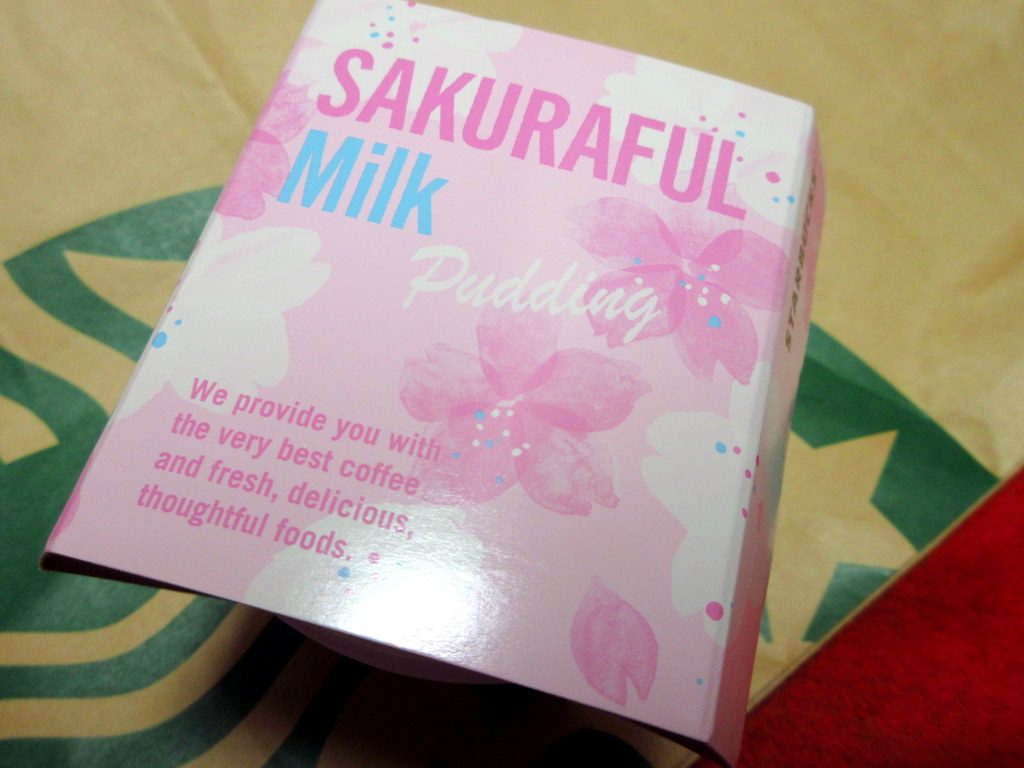 SAKURAFUL
Milk
Pudding
We provide you with
the very best coffee
and fresh, delicious,
thoughtful foods.
STARBUCKS